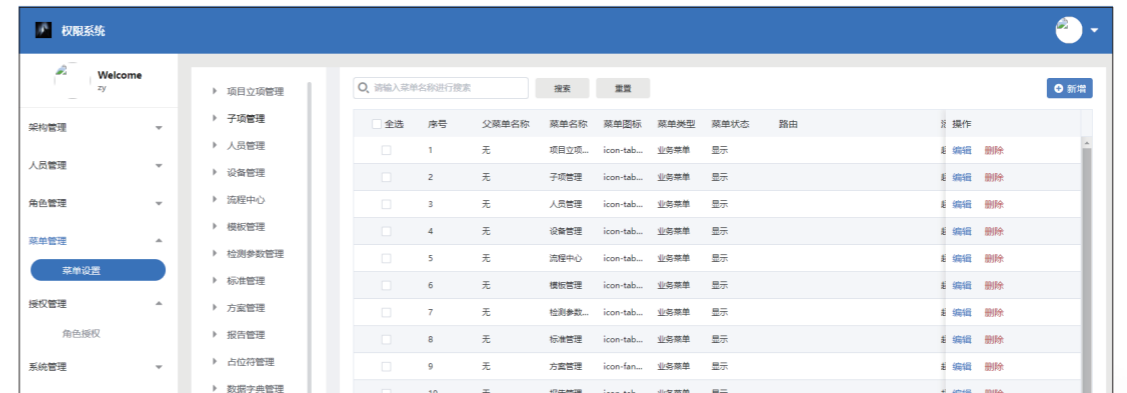 权限系统
Welcome
zy
架构管理
人员管理
角色管理
菜单管理
菜单设置
授权管理
角色授权
系统管理
项目立项管理
子项管理
人员管理
设备管理
流程中心
模板管理
检测参数管理
标准管理
方案管理
报告管理
占位符管理
数据字典管理
请输入菜单名称进行搜索 搜索 重置 新增
全选 序号 父菜单名称 菜单名称 菜单图标 菜单类型 菜单状态 路由 操作
1 无 项目立项... icon-tab... 业务菜单 显示 编辑 删除
2 无 子项管理 icon-tab... 业务菜单 显示 编辑 删除
3 无 人员管理 icon-tab... 业务菜单 显示 编辑 删除
4 无 设备管理 icon-tab... 业务菜单 显示 编辑 删除
5 无 流程中心 icon-tab... 业务菜单 显示 编辑 删除
6 无 模板管理 icon-tab... 业务菜单 显示 编辑 删除
7 无 检测参数... icon-tab... 业务菜单 显示 编辑 删除
8 无 标准管理 icon-tab... 业务菜单 显示 编辑 删除
9 无 方案管理 icon-fan... 业务菜单 显示 编辑 删除